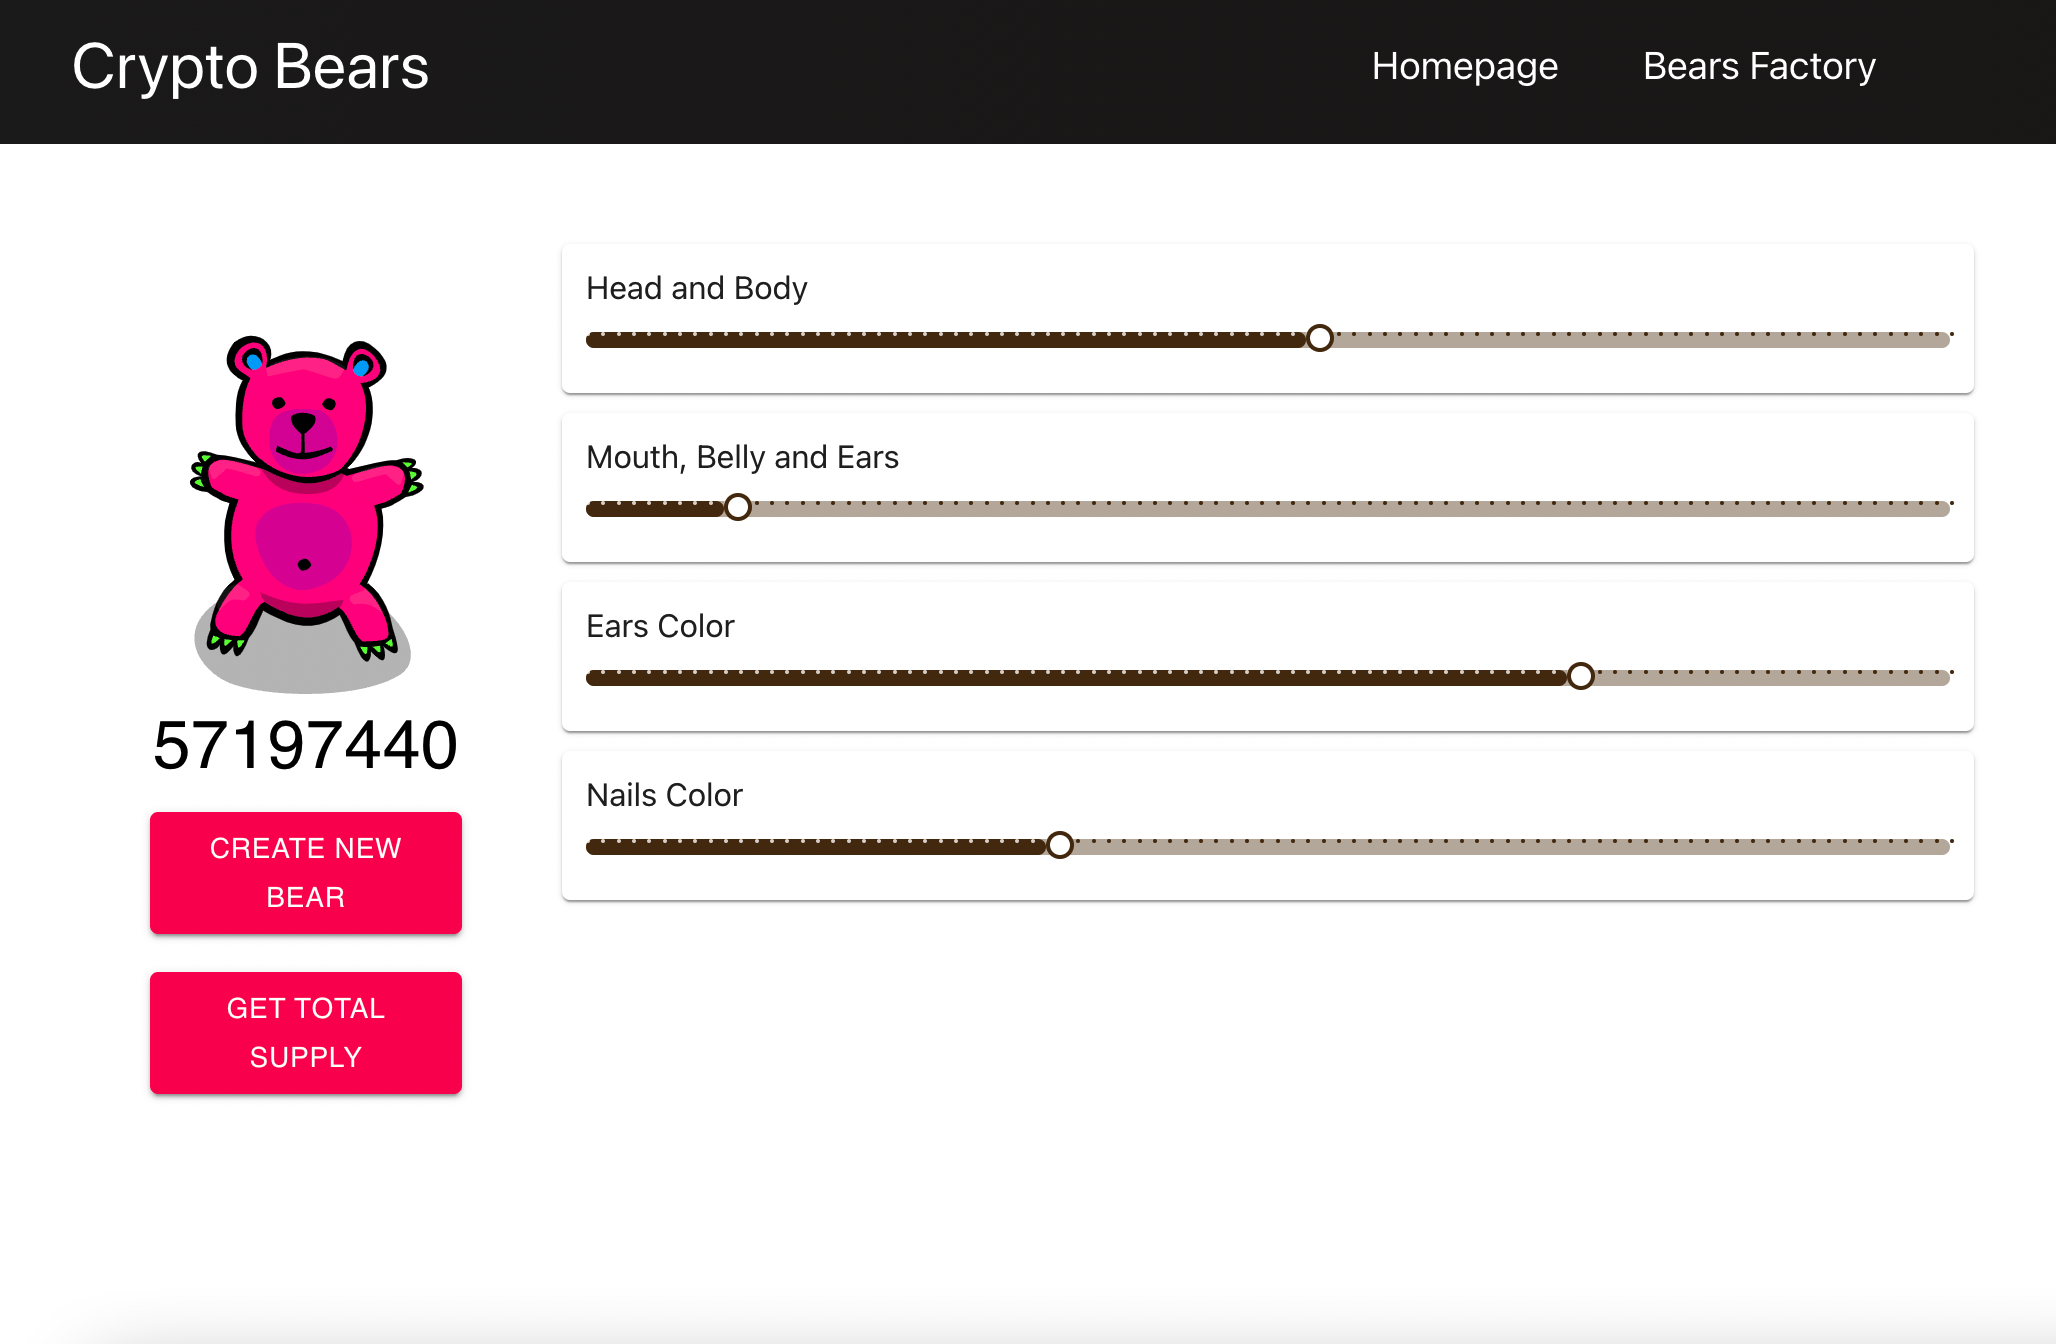 Crypto Bears
Homepage
Bears Factory
Head and Body
Mouth, Belly and Ears
Ears Color
Nails Color
57197440
CREATE NEW
BEAR
GET TOTAL
SUPPLY